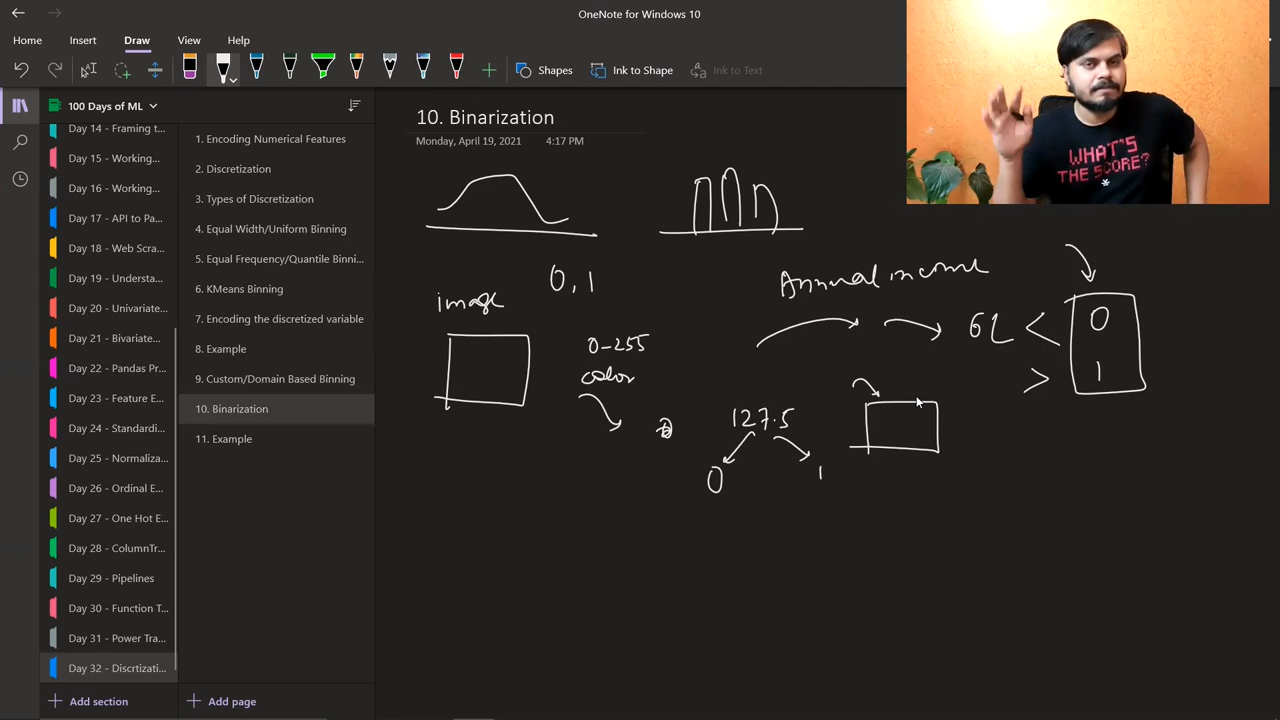 OneNote for Windows 10
Home Insert Draw View Help
Shapes Ink to Shape Ink to Text
100 Days of ML
Day 14 - Framing t...
Day 15 - Working...
Day 16 - Working...
Day 17 - API to Pa...
Day 18 - Web Scra...
Day 19 - Understa...
Day 20 - Univariate...
Day 21 - Bivariate...
Day 22 - Pandas Pr...
Day 23 - Feature E...
Day 24 - Standardi...
Day 25 - Normaliza...
Day 26 - Ordinal E...
Day 27 - One Hot E...
Day 28 - ColumnTr...
Day 29 - Pipelines
Day 30 - Function T...
Day 31 - Power Tra...
Day 32 - Discrtizati...
Add section
1. Encoding Numerical Features
2. Discretization
3. Types of Discretization
4. Equal Width/Uniform Binning
5. Equal Frequency/Quantile Binni...
6. KMeans Binning
7. Encoding the discretized variable
8. Example
9. Custom/Domain Based Binning
10. Binarization
11. Example
Add page
10. Binarization
Monday, April 19, 2021 4:17 PM
0, 1
Annual income
image
6L < 0
> 1
0-255
color
127.5
0 1
WHAT'S
THE SCORE?
*